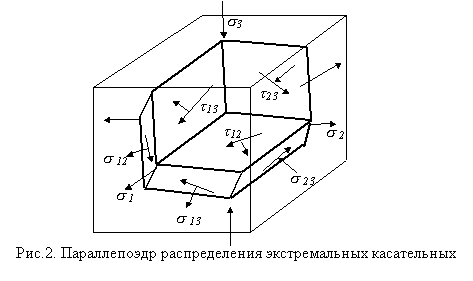 σ3
τ23
τ13
τ12
σ2
σ12
σ23
σ1
σ13
Рис.2. Параллепоэдр распределения экстремальных касательных